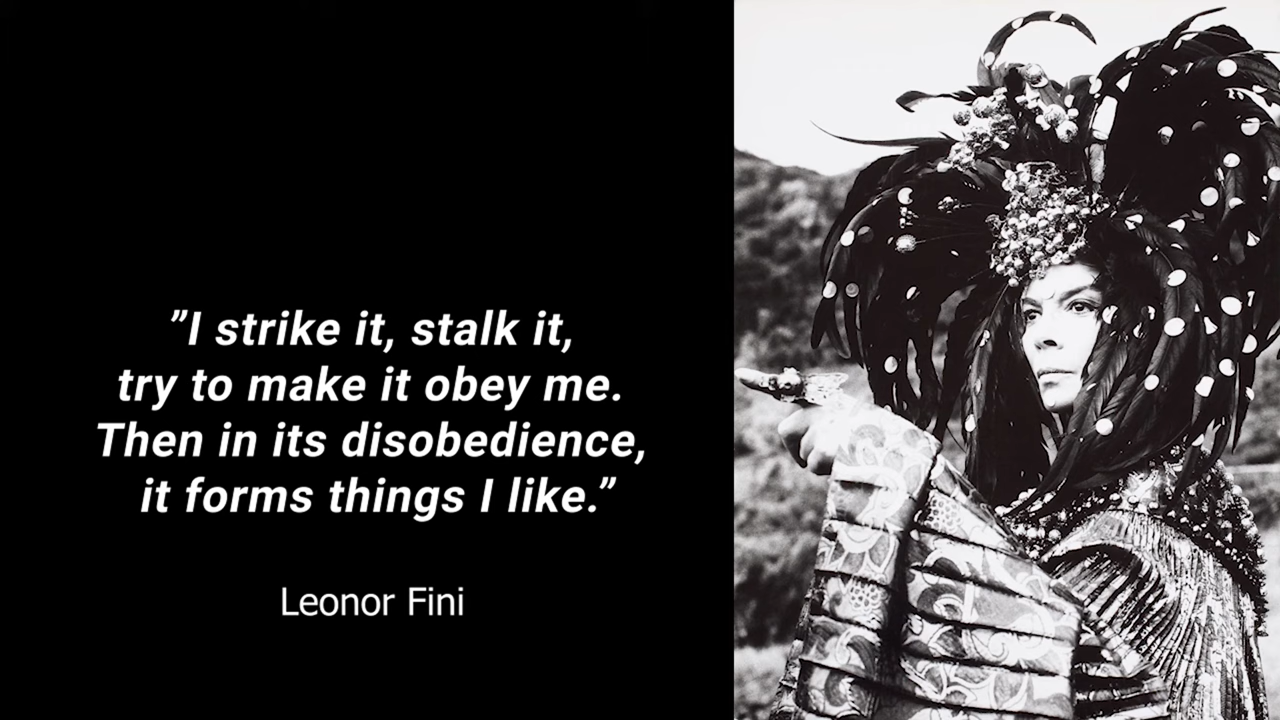 ”I strike it, stalk it,
try to make it obey me.
Then in its disobedience,
it forms things I like.”
Leonor Fini